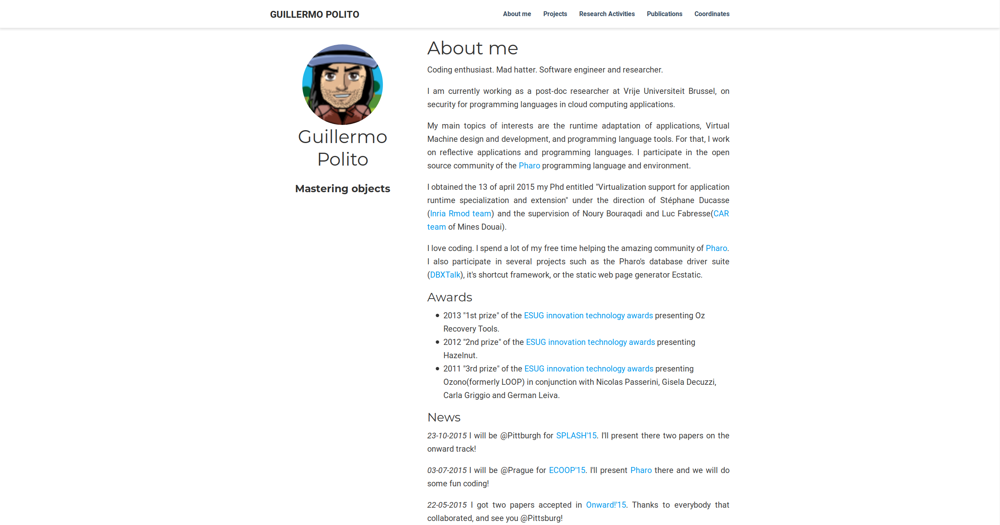 GUILLERMO POLITO
About me Projects Research Activities Publications Coordinates
Guillermo
Polito
Mastering objects
About me
Coding enthusiast. Mad hatter. Software engineer and researcher.
I am currently working as a post-doc researcher at Vrije Universiteit Brussel, on
security for programming languages in cloud computing applications.
My main topics of interests are the runtime adaptation of applications, Virtual
Machine design and development, and programming language tools. For that, I work
on reflective applications and programming languages. I participate in the open
source community of the Pharo programming language and environment.
I obtained the 13 of april 2015 my Phd entitled "Virtualization support for application
runtime specialization and extension" under the direction of Stéphane Ducasse
(Inria Rmod team) and the supervision of Noury Bouraqadi and Luc Fabresse(CAR
team of Mines Douai).
I love coding. I spend a lot of my free time helping the amazing community of Pharo.
I also participate in several projects such as the Pharo's database driver suite
(DBXTalk), it's shortcut framework, or the static web page generator Ecstatic.
Awards
2013 "1st prize" of the ESUG innovation technology awards presenting Oz
Recovery Tools.
2012 "2nd prize" of the ESUG innovation technology awards presenting
Hazelnut.
2011 "3rd prize" of the ESUG innovation technology awards presenting
Ozono(formerly LOOP) in conjunction with Nicolas Passerini, Gisela Decuzzi,
Carla Griggio and German Leiva.
News
23-10-2015 I will be @Pittburgh for SPLASH'15. I'll present there two papers on the
onward track!
03-07-2015 I will be @Prague for ECOOP'15. I'll present Pharo there and we will do
some fun coding!
22-05-2015 I got two papers accepted in Onward!'15. Thanks to everybody that
collaborated, and see you @Pittsburg!